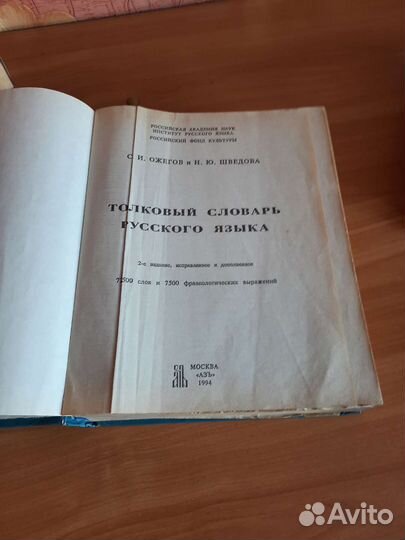 РОССИЙСКАЯ АКАДЕМИЯ НАУК
ИНСТИТУТ РУССКОГО ЯЗЫКА
РОССИЙСКИЙ ФОНД КУЛЬТУРЫ
С. И. ОЖЕГОВ и Н. Ю. ШВЕДОВА
ТОЛКОВЫЙ СЛОВАРЬ
РУССКОГО ЯЗЫКА
2-е издание, исправленное и дополненное
слов и 7500 фразеологических выражений
МОСКВА
«АЗЪ»
1994
Avito